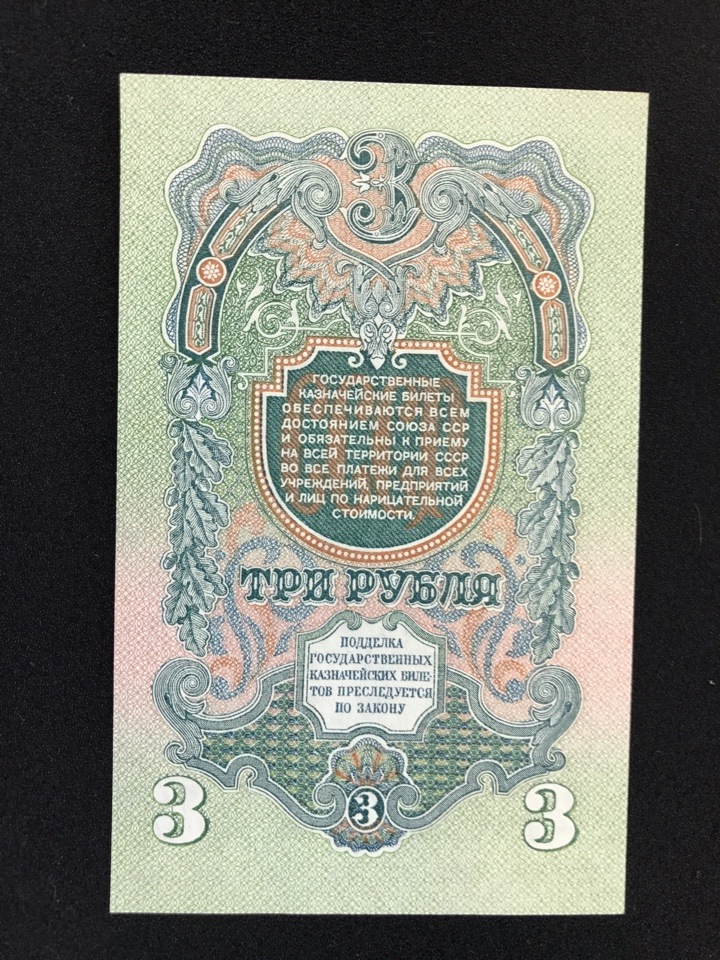 3
ГОСУДАРСТВЕННЫЕ
КАЗНАЧЕЙСКИЕ БИЛЕТЫ
ОБЕСПЕЧИВАЮТСЯ ВСЕМ
ДОСТОЯНИЕМ СОЮЗА ССР
И ОБЯЗАТЕЛЬНЫ К ПРИЕМУ
НА ВСЕЙ ТЕРРИТОРИИ СССР
ВО ВСЕ ПЛАТЕЖИ ДЛЯ ВСЕХ
УЧРЕЖДЕНИЙ, ПРЕДПРИЯТИЙ
И ЛИЦ ПО НАРИЦАТЕЛЬНОЙ
СТОИМОСТИ.
ТРИ РУБЛЯ
ПОДДЕЛКА
ГОСУДАРСТВЕННЫХ
КАЗНАЧЕЙСКИХ БИЛЕ-
ТОВ ПРЕСЛЕДУЕТСЯ
ПО ЗАКОНУ
3 3 3